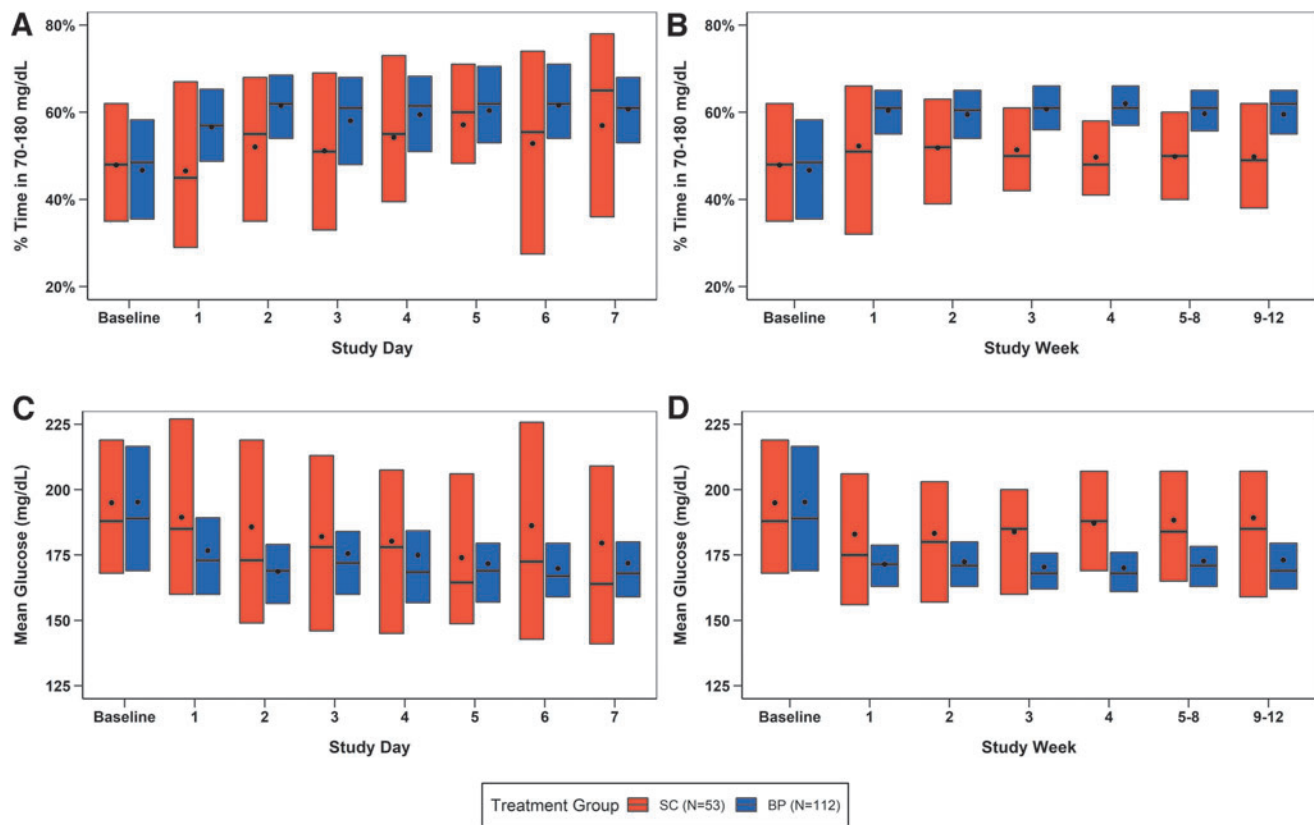 A
80%
60%
40%
20%
% Time in 70-180 mg/dL
Baseline 1 2 3 4 5 6 7
Study Day
B
80%
60%
40%
20%
% Time in 70-180 mg/dL
Baseline 1 2 3 4 5-8 9-12
Study Week
C
225
200
175
150
125
Mean Glucose (mg/dL)
Baseline 1 2 3 4 5 6 7
Study Day
D
225
200
175
150
125
Mean Glucose (mg/dL)
Baseline 1 2 3 4 5-8 9-12
Study Week
Treatment Group SC (N=53) BP (N=112)